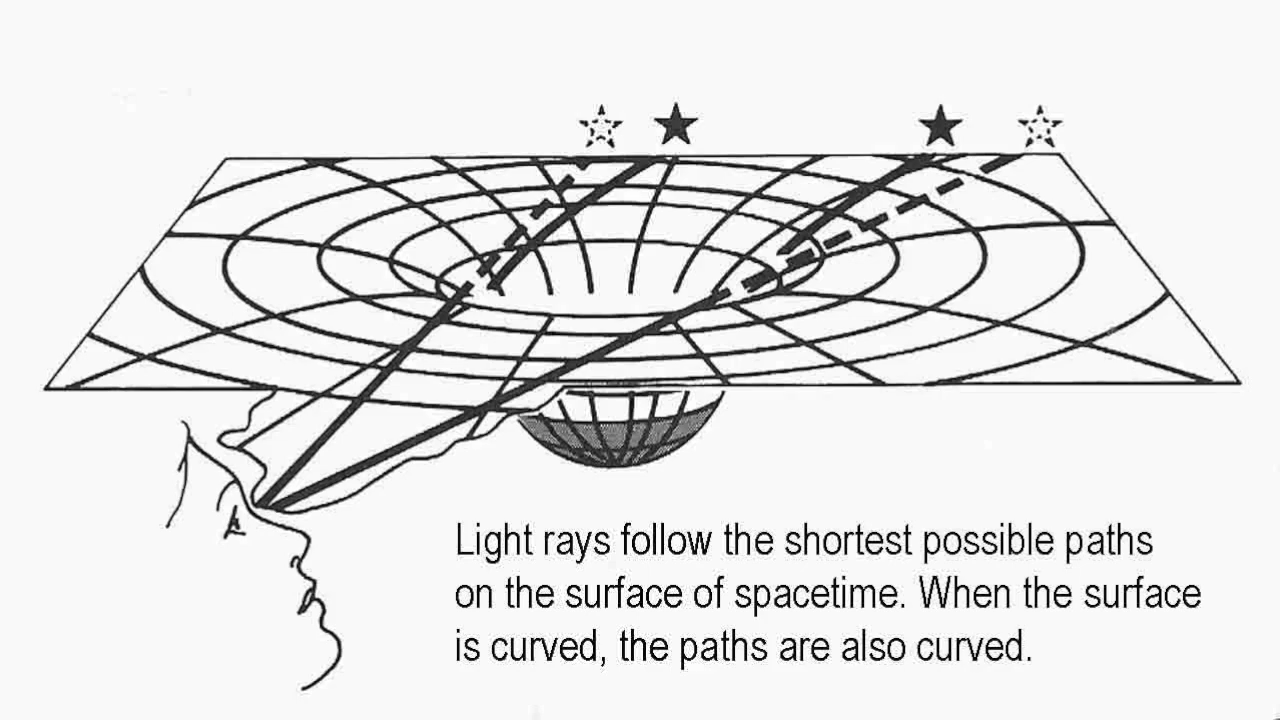 Light rays follow the shortest possible paths
on the surface of spacetime. When the surface
is curved, the paths are also curved.